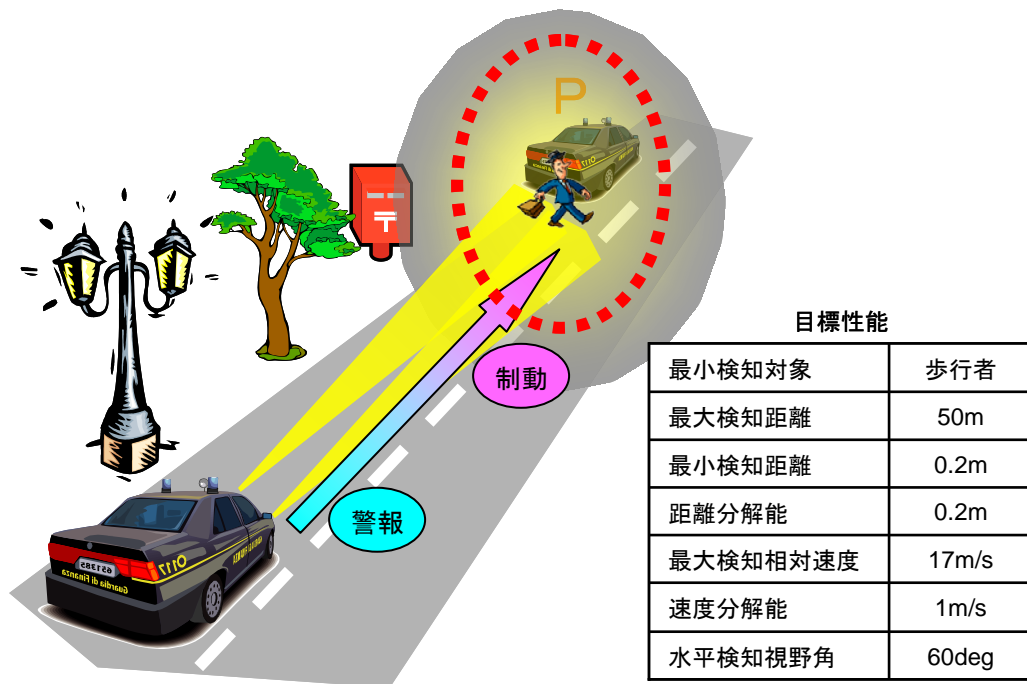 P
〒
O117
制動
警報
O117
651385
Guardia di Finanza
目標性能
最小検知対象 歩行者
最大検知距離 50m
最小検知距離 0.2m
距離分解能 0.2m
最大検知相対速度 17m/s
速度分解能 1m/s
水平検知視野角 60deg